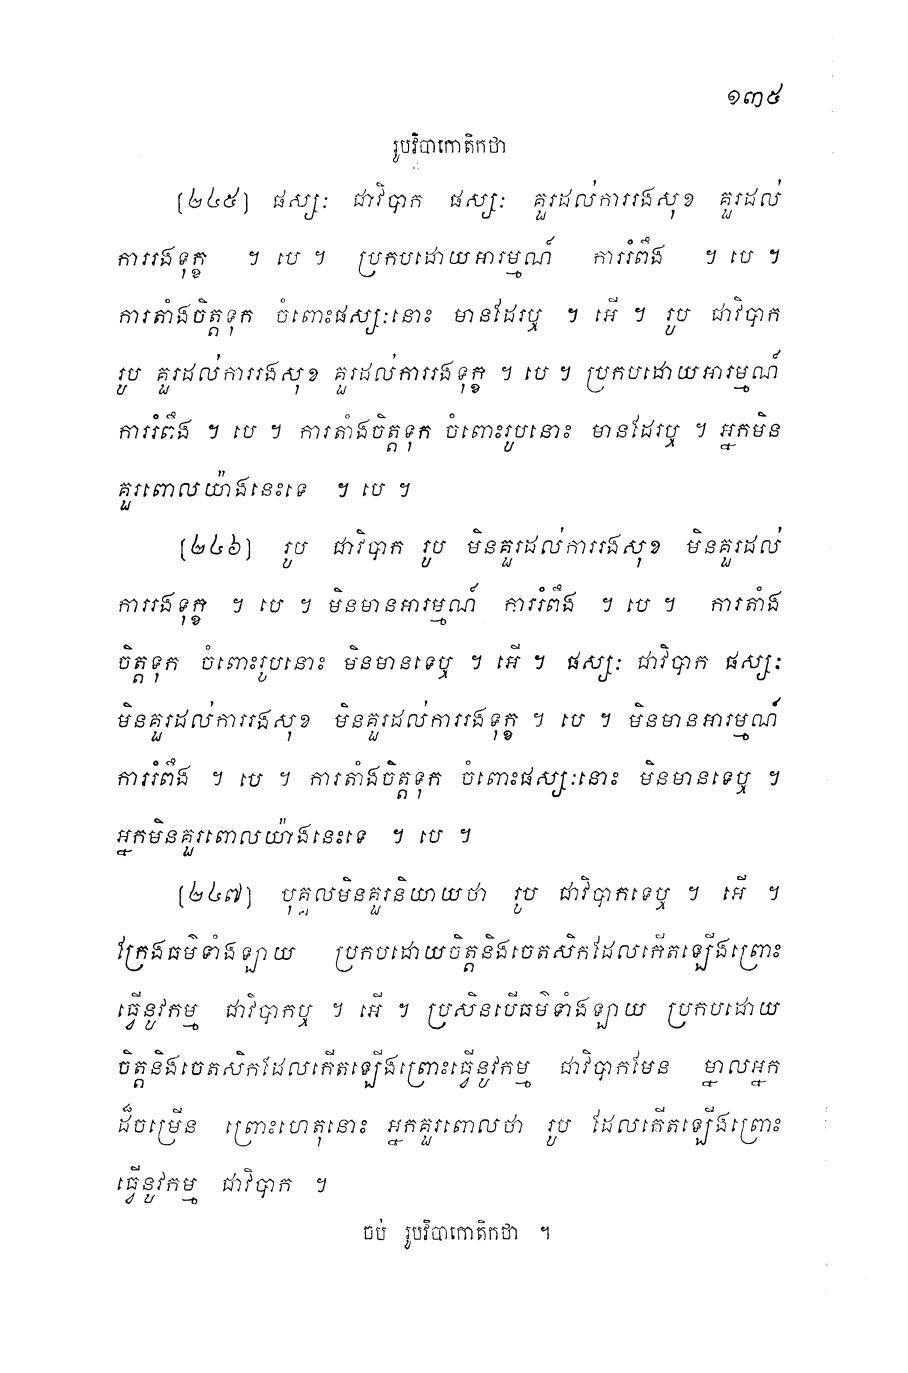 ១៣៥
រូបវិបាកោតិកថា
[២៤៥] ផស្សៈ ជាវិបាក ផស្សៈ គួរដល់ការរងសុខ គួរដល់
ការរងទុក្ខ ។ បេ ។ ប្រកបដោយអារម្មណ៍ ការរំពឹង ។ បេ ។
ការតាំងចិត្តទុក ចំពោះផស្សៈនោះ មានដែរឬ ។ អើ ។ រូប ជាវិបាក
រូប គួរដល់ការរងសុខ គួរដល់ការរងទុក្ខ ។ បេ ។ ប្រកបដោយអារម្មណ៍
ការរំពឹង ។ បេ ។ ការតាំងចិត្តទុក ចំពោះរូបនោះ មានដែរឬ ។ អ្នកមិន
គួរពោលយ៉ាងនេះទេ ។ បេ ។
[២៤៦] រូប ជាវិបាក រូប មិនគួរដល់ការរងសុខ មិនគួរដល់
ការរងទុក្ខ ។ បេ ។ មិនមានអារម្មណ៍ ការរំពឹង ។ បេ ។ ការតាំង
ចិត្តទុក ចំពោះរូបនោះ មិនមានទេឬ ។ អើ ។ ផស្សៈ ជាវិបាក ផស្សៈ
មិនគួរដល់ការរងសុខ មិនគួរដល់ការរងទុក្ខ ។ បេ ។ មិនមានអារម្មណ៍
ការរំពឹង ។ បេ ។ ការតាំងចិត្តទុក ចំពោះផស្សៈនោះ មិនមានទេឬ ។
អ្នកមិនគួរពោលយ៉ាងនេះទេ ។ បេ ។
[២៤៧] បុគ្គលមិនគួរនិយាយថា រូប ជាវិបាកទេឬ ។ អើ ។
ក្រែងធម៌ទាំងឡាយ ប្រកបដោយចិត្តនិងចេតសិកដែលកើតឡើងព្រោះ
ធ្វើនូវកម្ម ជាវិបាកឬ ។ អើ ។ ប្រសិនបើធម៌ទាំងឡាយ ប្រកបដោយ
ចិត្តនិងចេតសិកដែលកើតឡើងព្រោះធ្វើនូវកម្ម ជាវិបាកមែន ម្នាលអ្នក
ដ៏ចម្រើន ព្រោះហេតុនោះ អ្នកគួរពោលថា រូប ដែលកើតឡើងព្រោះ
ធ្វើនូវកម្ម ជាវិបាក ។
ចប់ រូបវិបាកោតិកថា ។